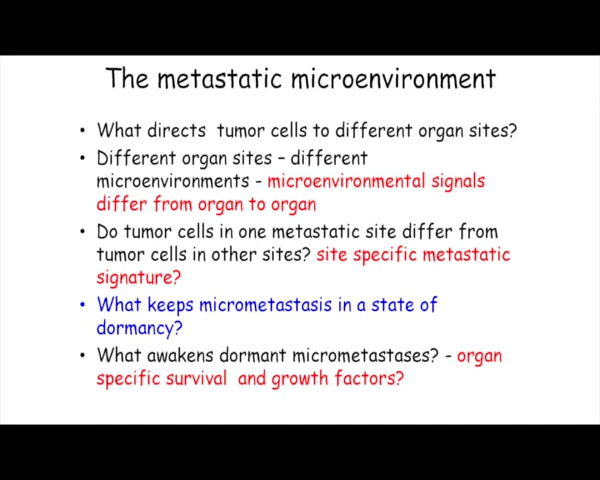 The metastatic microenvironment
• What directs tumor cells to different organ sites?
• Different organ sites – different
microenvironments - microenvironmental signals
differ from organ to organ
• Do tumor cells in one metastatic site differ from
tumor cells in other sites? site specific metastatic
signature?
• What keeps micrometastasis in a state of
dormancy?
• What awakens dormant micrometastases? - organ
specific survival and growth factors?